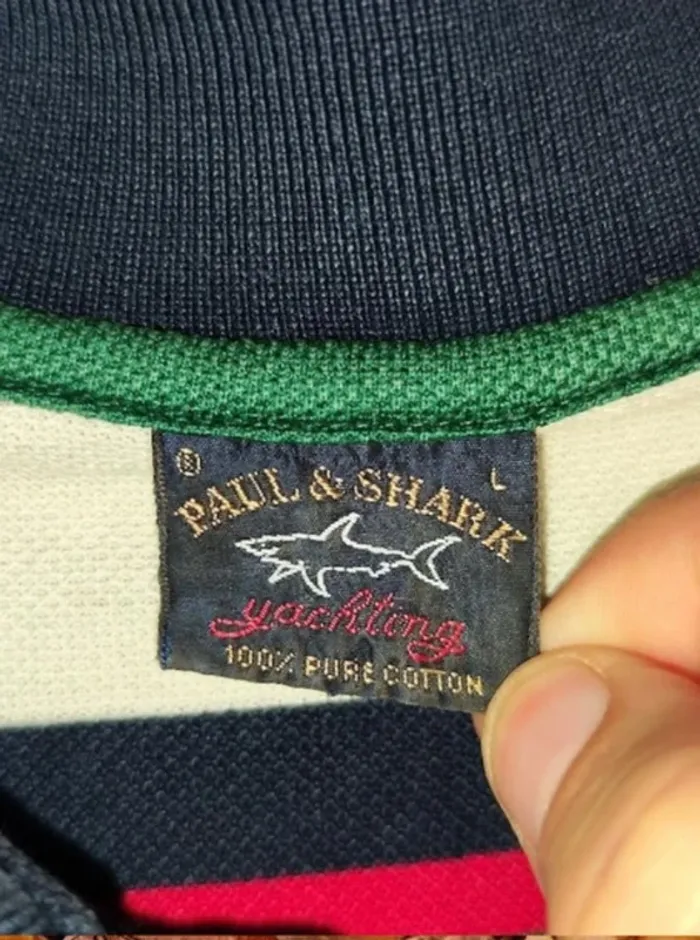 ® L
PAUL & SHARK
yachting
100% PURE COTTON